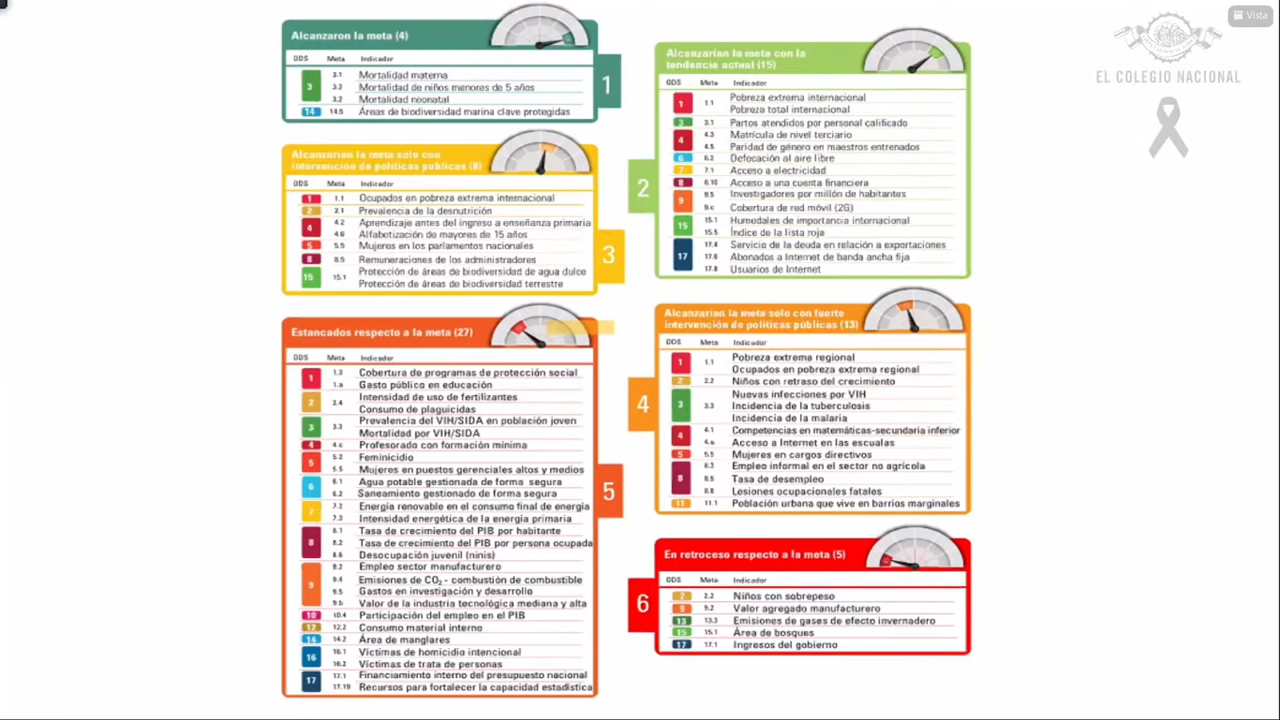 Vista
EL COLEGIO NACIONAL
Alcanzaron la meta (4)
ODS Meta Indicador
3
3.1 Mortalidad materna
3.2 Mortalidad de niños menores de 5 años
3.2 Mortalidad neonatal
14 14.5 Áreas de biodiversidad marina clave protegidas
1
Alcanzarían la meta con la
tendencia actual (15)
ODS Meta Indicador
1 1.1 Pobreza extrema internacional
Pobreza total internacional
3 3.1 Partos atendidos por personal calificado
4 4.3 Matrícula de nivel terciario
4.5 Paridad de género en maestros entrenados
6 6.2 Defecación al aire libre
7 7.1 Acceso a electricidad
8 8.10 Acceso a una cuenta financiera
9 9.5 Investigadores por millón de habitantes
9.c Cobertura de red móvil (2G)
15 15.1 Humedales de importancia internacional
15.5 Índice de la lista roja
17 17.4 Servicio de la deuda en relación a exportaciones
17.6 Abonados a Internet de banda ancha fija
17.8 Usuarios de Internet
2
Alcanzarían la meta solo con
intervención de políticas públicas (8)
ODS Meta Indicador
1 1.1 Ocupados en pobreza extrema internacional
2 2.1 Prevalencia de la desnutrición
4 4.2 Aprendizaje antes del ingreso a enseñanza primaria
4.6 Alfabetización de mayores de 15 años
5 5.5 Mujeres en los parlamentos nacionales
8 8.5 Remuneraciones de los administradores
15 15.1 Protección de áreas de biodiversidad de agua dulce
Protección de áreas de biodiversidad terrestre
3
Alcanzarían la meta solo con fuerte
intervención de políticas públicas (13)
ODS Meta Indicador
1 1.1 Pobreza extrema regional
Ocupados en pobreza extrema regional
2 2.2 Niños con retraso del crecimiento
3 3.3 Nuevas infecciones por VIH
Incidencia de la tuberculosis
Incidencia de la malaria
4 4.1 Competencias en matemáticas-secundaria inferior
4.a Acceso a Internet en las escualas
5 5.5 Mujeres en cargos directivos
8 8.3 Empleo informal en el sector no agrícola
8.5 Tasa de desempleo
8.8 Lesiones ocupacionales fatales
11 11.1 Población urbana que vive en barrios marginales
4
Estancados respecto a la meta (27)
ODS Meta Indicador
1 1.3 Cobertura de programas de protección social
1.a Gasto público en educación
2 2.4 Intensidad de uso de fertilizantes
Consumo de plaguicidas
3 3.3 Prevalencia del VIH/SIDA en población joven
Mortalidad por VIH/SIDA
4 4.c Profesorado con formación mínima
5 5.2 Feminicidio
5.5 Mujeres en puestos gerenciales altos y medios
6 6.1 Agua potable gestionada de forma segura
6.2 Saneamiento gestionado de forma segura
7 7.2 Energía renovable en el consumo final de energía
7.3 Intensidad energética de la energía primaria
8 8.1 Tasa de crecimiento del PIB por habitante
8.2 Tasa de crecimiento del PIB por persona ocupada
8.6 Desocupación juvenil (ninis)
9 9.2 Empleo sector manufacturero
9.4 Emisiones de CO₂ - combustión de combustible
9.5 Gastos en investigación y desarrollo
9.b Valor de la industria tecnológica mediana y alta
10 10.4 Participación del empleo en el PIB
12 12.2 Consumo material interno
14 14.2 Área de manglares
16 16.1 Víctimas de homicidio intencional
16.2 Víctimas de trata de personas
17 17.1 Financiamiento interno del presupuesto nacional
17.19 Recursos para fortalecer la capacidad estadística
5
En retroceso respecto a la meta (5)
ODS Meta Indicador
2 2.2 Niños con sobrepeso
9 9.2 Valor agregado manufacturero
13 13.3 Emisiones de gases de efecto invernadero
15 15.1 Área de bosques
17 17.1 Ingresos del gobierno
6